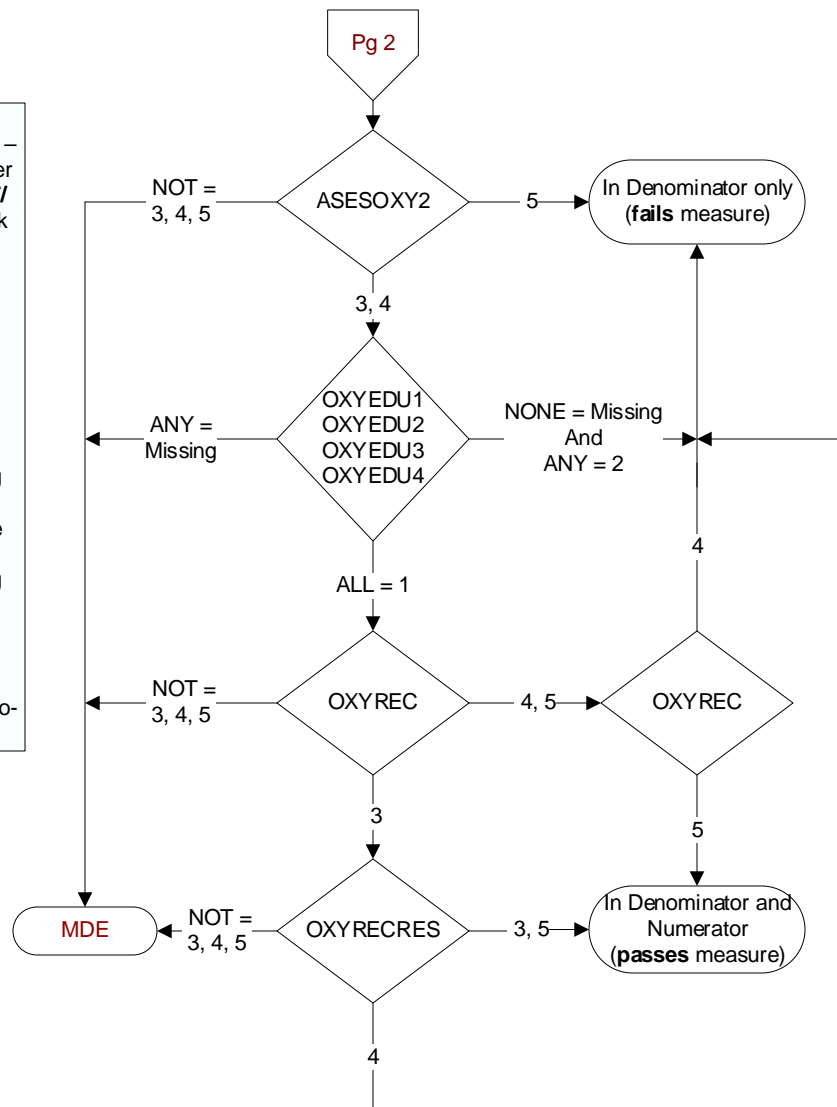 Pg 2
–
er
/
k
g
e
g
o-
NOT =
3, 4, 5
ASESOXY2
5
In Denominator only
(fails measure)
3, 4
ANY =
Missing
OXYEDU1
OXYEDU2
OXYEDU3
OXYEDU4
NONE = Missing
And
ANY = 2
4
ALL = 1
NOT =
3, 4, 5
OXYREC
4, 5
OXYREC
3
5
MDE
NOT =
3, 4, 5
OXYRECRES
3, 5
In Denominator and
Numerator
(passes measure)
4